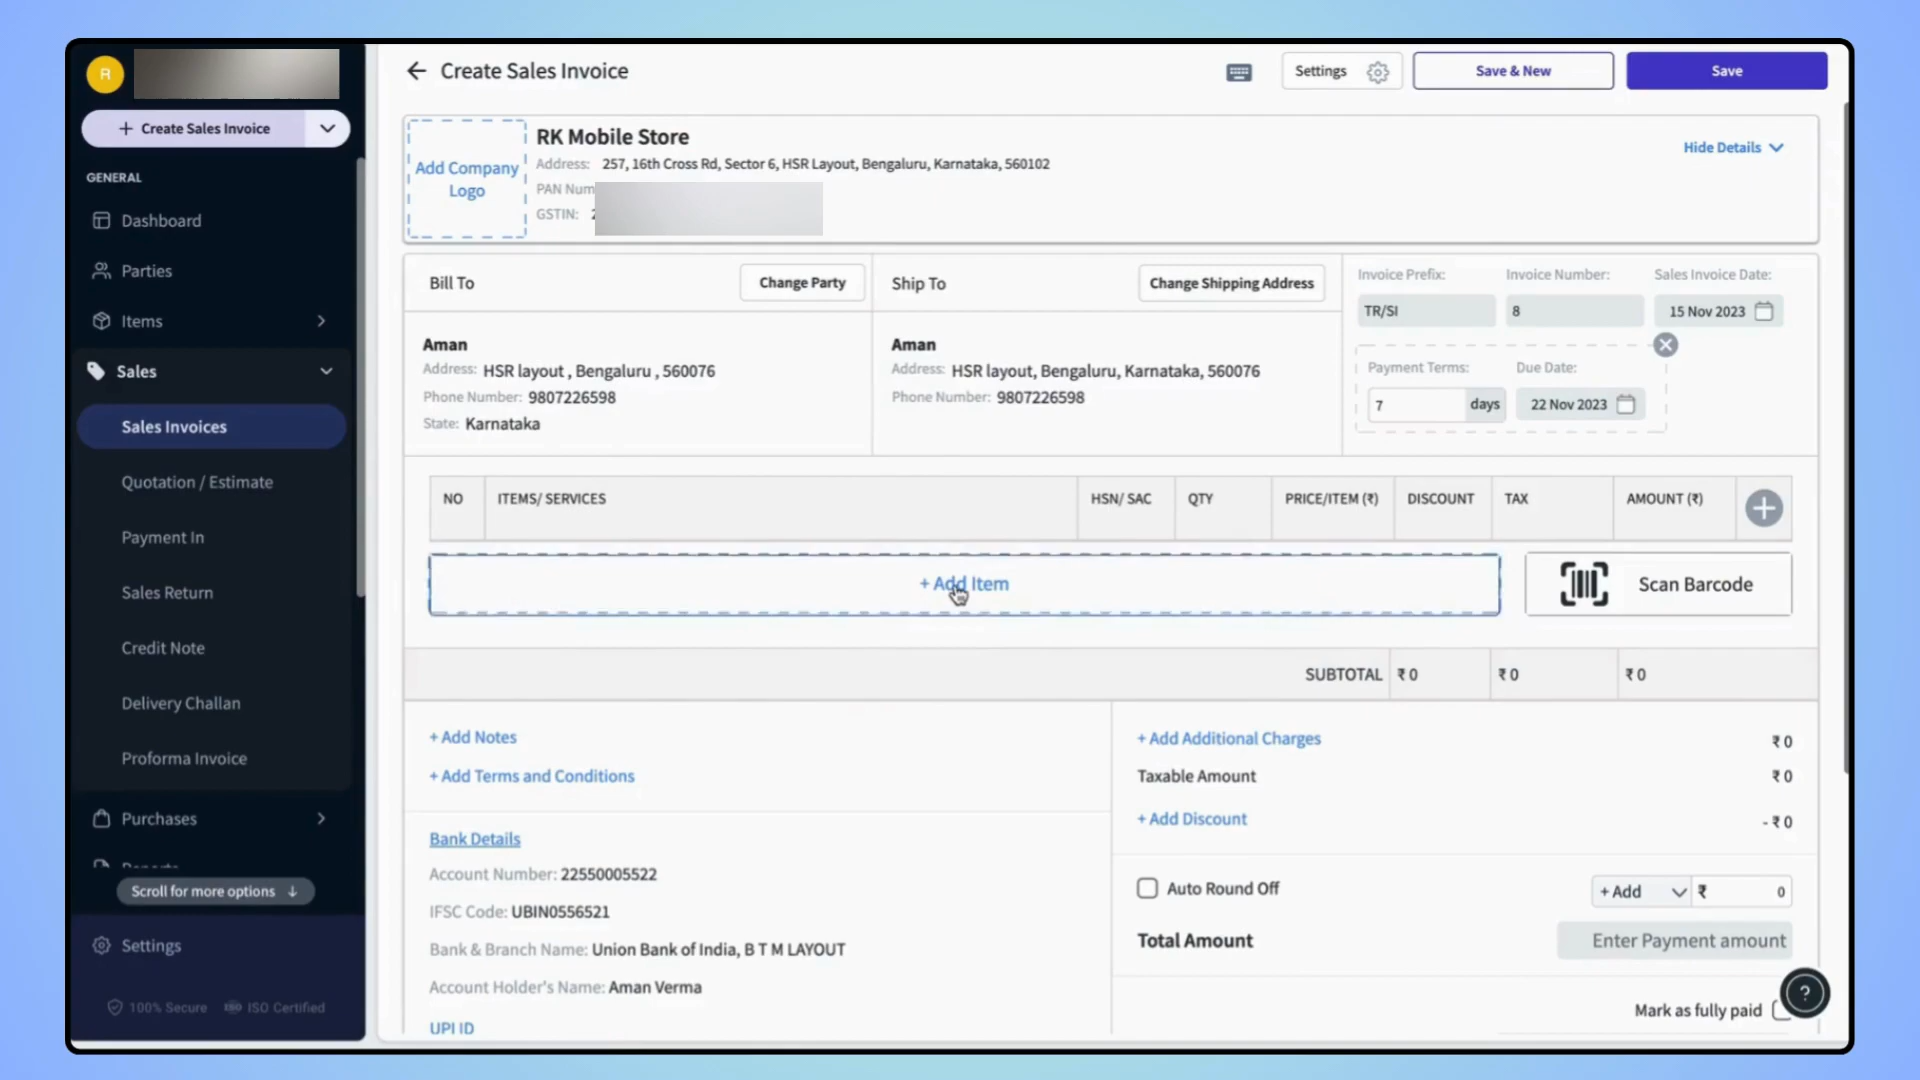 R
+ Create Sales Invoice
GENERAL
Dashboard
Parties
Items
Sales
Sales Invoices
Quotation / Estimate
Payment In
Sales Return
Credit Note
Delivery Challan
Proforma Invoice
Purchases
Reports
Scroll for more options ↓
Settings
100% Secure ISO ISO Certified
← Create Sales Invoice
Settings
Save & New
Save
Add Company
Logo
RK Mobile Store
Address: 257, 16th Cross Rd, Sector 6, HSR Layout, Bengaluru, Karnataka, 560102
PAN Num
GSTIN:
Hide Details
Bill To
Change Party
Aman
Address: HSR layout , Bengaluru , 560076
Phone Number: 9807226598
State: Karnataka
Ship To
Change Shipping Address
Aman
Address: HSR layout, Bengaluru, Karnataka, 560076
Phone Number: 9807226598
Invoice Prefix: Invoice Number: Sales Invoice Date:
TR/SI 8 15 Nov 2023
Payment Terms: Due Date:
7 days 22 Nov 2023
NO ITEMS/ SERVICES HSN/ SAC QTY PRICE/ITEM (₹) DISCOUNT TAX AMOUNT (₹) +
+ Add Item
Scan Barcode
SUBTOTAL ₹ 0 ₹ 0 ₹ 0
+ Add Notes
+ Add Terms and Conditions
Bank Details
Account Number: 22550005522
IFSC Code: UBIN0556521
Bank & Branch Name: Union Bank of India, B T M LAYOUT
Account Holder's Name: Aman Verma
UPI ID
+ Add Additional Charges ₹ 0
Taxable Amount ₹ 0
+ Add Discount - ₹ 0
Auto Round Off + Add ₹ 0
Total Amount Enter Payment amount
Mark as fully paid
?